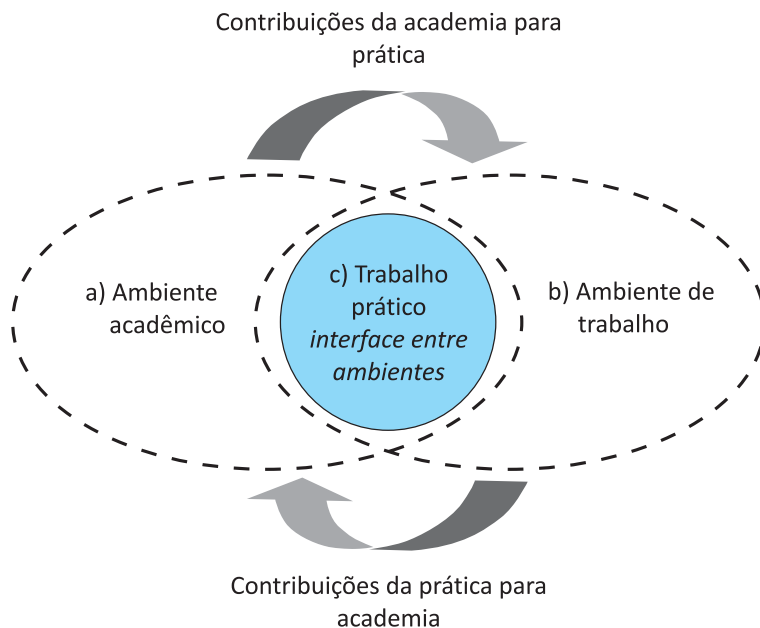 Contribuições da academia para
prática
a) Ambiente
acadêmico
c) Trabalho
prático
interface entre
ambientes
b) Ambiente de
trabalho
Contribuições da prática para
academia